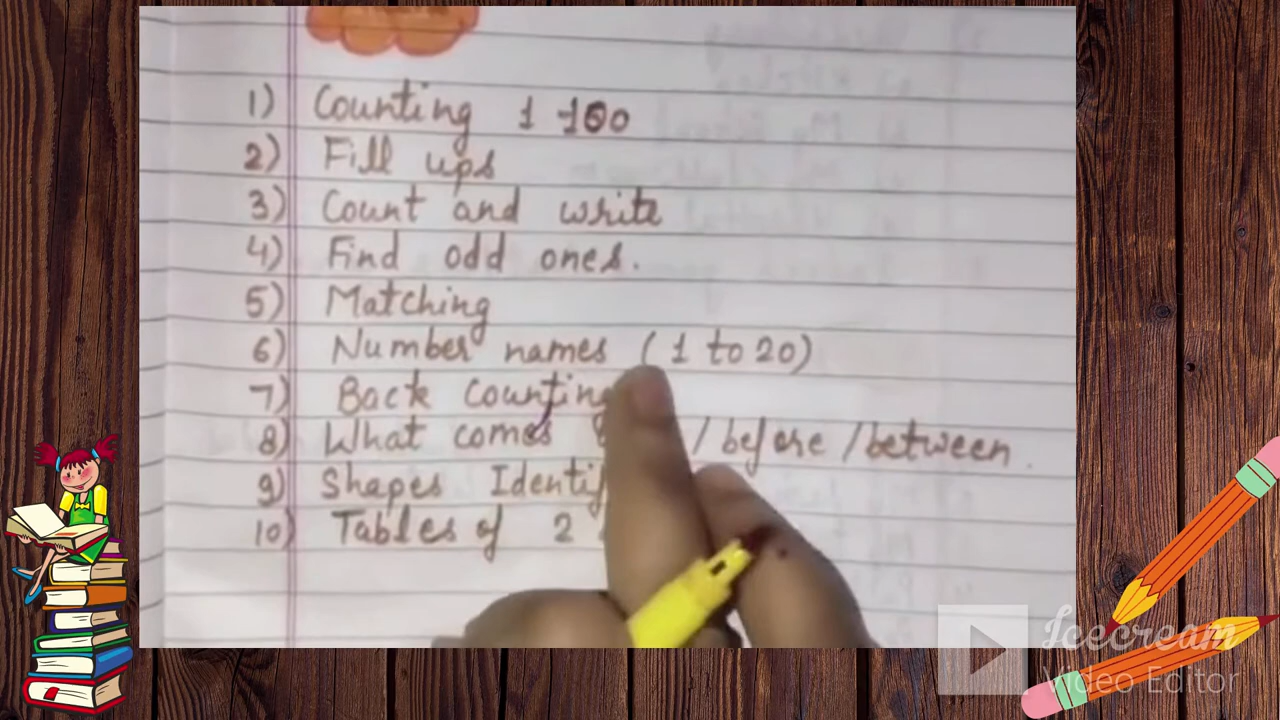 1) Counting 1-100
2) Fill ups
3) Count and write
4) Find odd ones.
5) Matching
6) Number names (1 to 20)
7) Back Counting
8) What comes / before / between.
9) Shapes
10) Tables of 2
Icecream
Video Editor